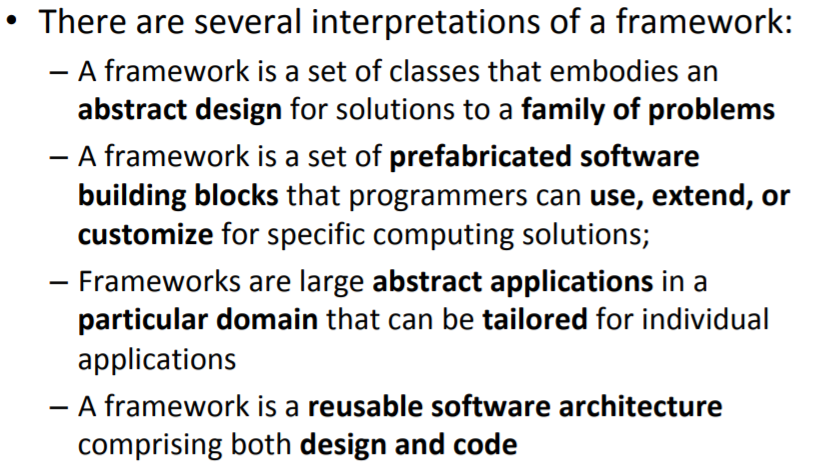 • There are several interpretations of a framework:
– A framework is a set of classes that embodies an
abstract design for solutions to a family of problems
– A framework is a set of prefabricated software
building blocks that programmers can use, extend, or
customize for specific computing solutions;
– Frameworks are large abstract applications in a
particular domain that can be tailored for individual
applications
– A framework is a reusable software architecture
comprising both design and code